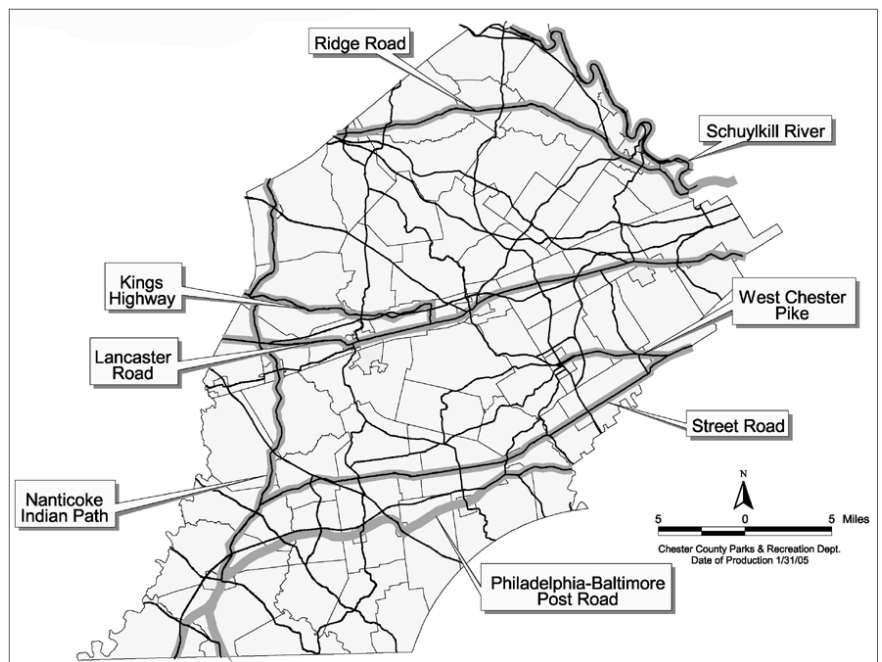 Ridge Road
Schuylkill River
Kings
Highway
West Chester
Pike
Lancaster
Road
Street Road
Nanticoke
Indian Path
N
5 0 5 Miles
Chester County Parks & Recreation Dept.
Date of Production 1/31/05
Philadelphia-Baltimore
Post Road